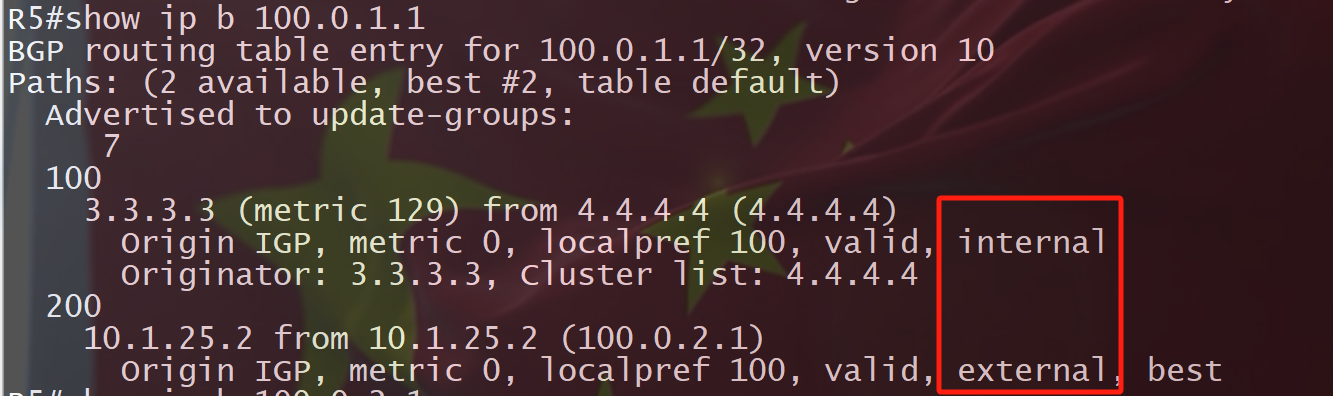 R5#show ip b 100.0.1.1
BGP routing table entry for 100.0.1.1/32, version 10
Paths: (2 available, best #2, table default)
  Advertised to update-groups:
     7
  100
    3.3.3.3 (metric 129) from 4.4.4.4 (4.4.4.4)
      Origin IGP, metric 0, localpref 100, valid, internal
      Originator: 3.3.3.3, Cluster list: 4.4.4.4
  200
    10.1.25.2 from 10.1.25.2 (100.0.2.1)
      Origin IGP, metric 0, localpref 100, valid, external, best